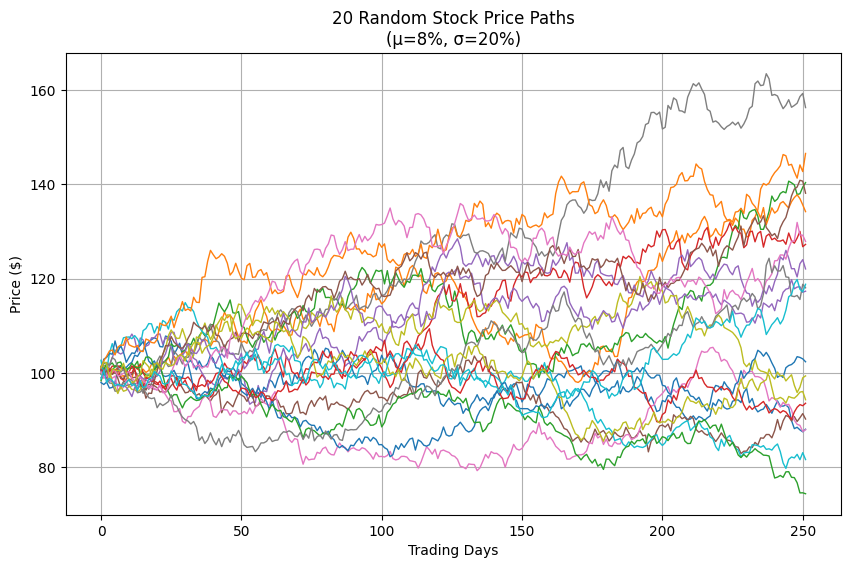 20 Random Stock Price Paths
(μ=8%, σ=20%)
160
140
120
100
80
Price ($)
0 50 100 150 200 250
Trading Days